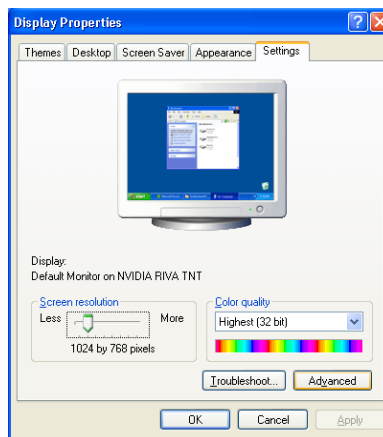 Display Properties
Themes Desktop Screen Saver Appearance Settings
Display:
Default Monitor on NVIDIA RIVA TNT
Screen resolution
Less More
1024 by 768 pixels
Color quality
Highest (32 bit)
Troubleshoot... Advanced
OK Cancel Apply